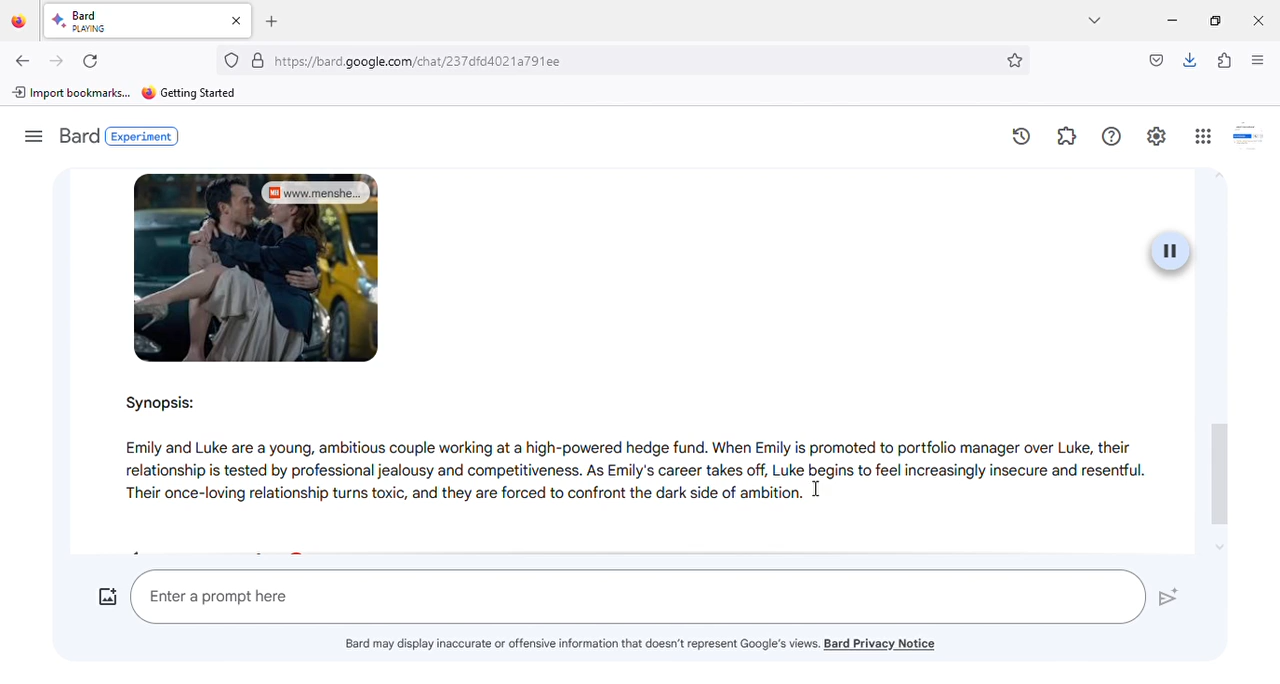 Bard
PLAYING
https://bard.google.com/chat/237dfd4021a791ee
Import bookmarks...
Getting Started
Bard Experiment
www.menshe...
Synopsis:
Emily and Luke are a young, ambitious couple working at a high-powered hedge fund. When Emily is promoted to portfolio manager over Luke, their
relationship is tested by professional jealousy and competitiveness. As Emily's career takes off, Luke begins to feel increasingly insecure and resentful.
Their once-loving relationship turns toxic, and they are forced to confront the dark side of ambition.
Enter a prompt here
Bard may display inaccurate or offensive information that doesn't represent Google's views. Bard Privacy Notice